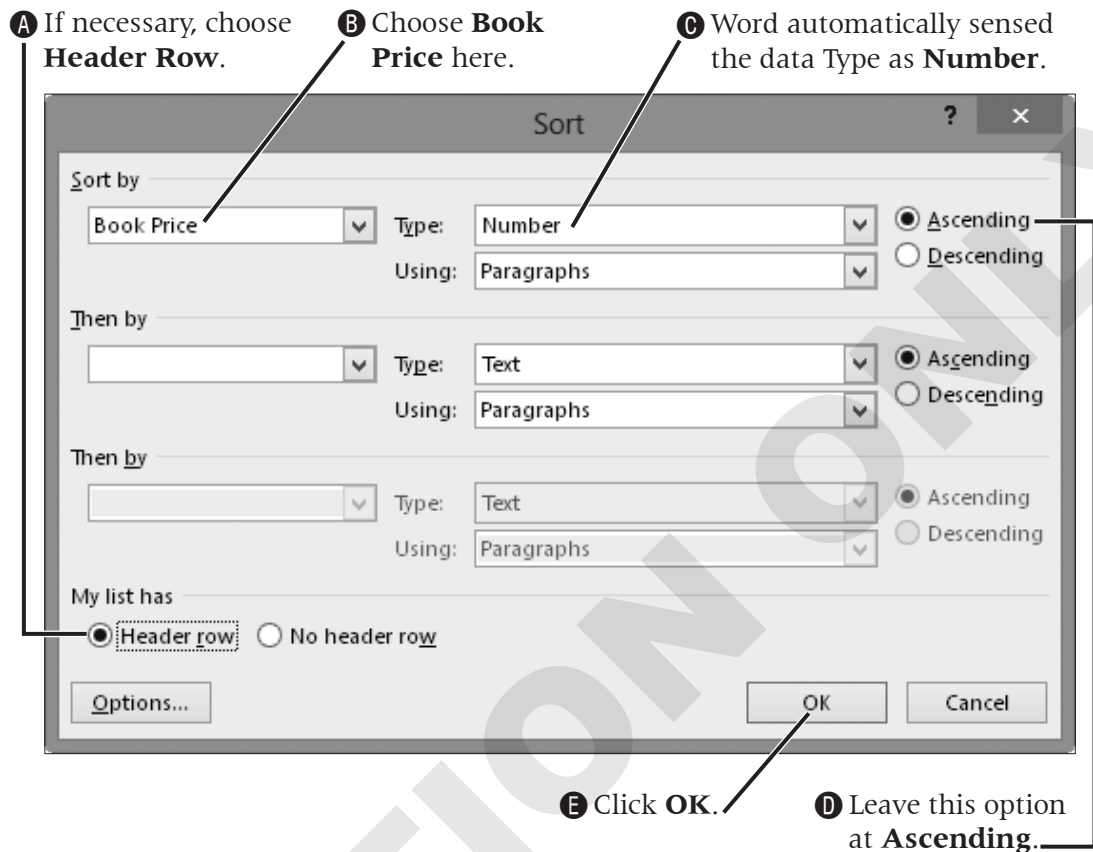 A If necessary, choose
Header Row.
B Choose Book
Price here.
C Word automatically sensed
the data Type as Number.
Sort
? ×
Sort by
Book Price
Type: Number
Using: Paragraphs
Ascending
Descending
Then by
Type: Text
Using: Paragraphs
Ascending
Descending
Then by
Type: Text
Using: Paragraphs
Ascending
Descending
My list has
Header row No header row
Options... OK Cancel
E Click OK.
D Leave this option
at Ascending.
TION ONL